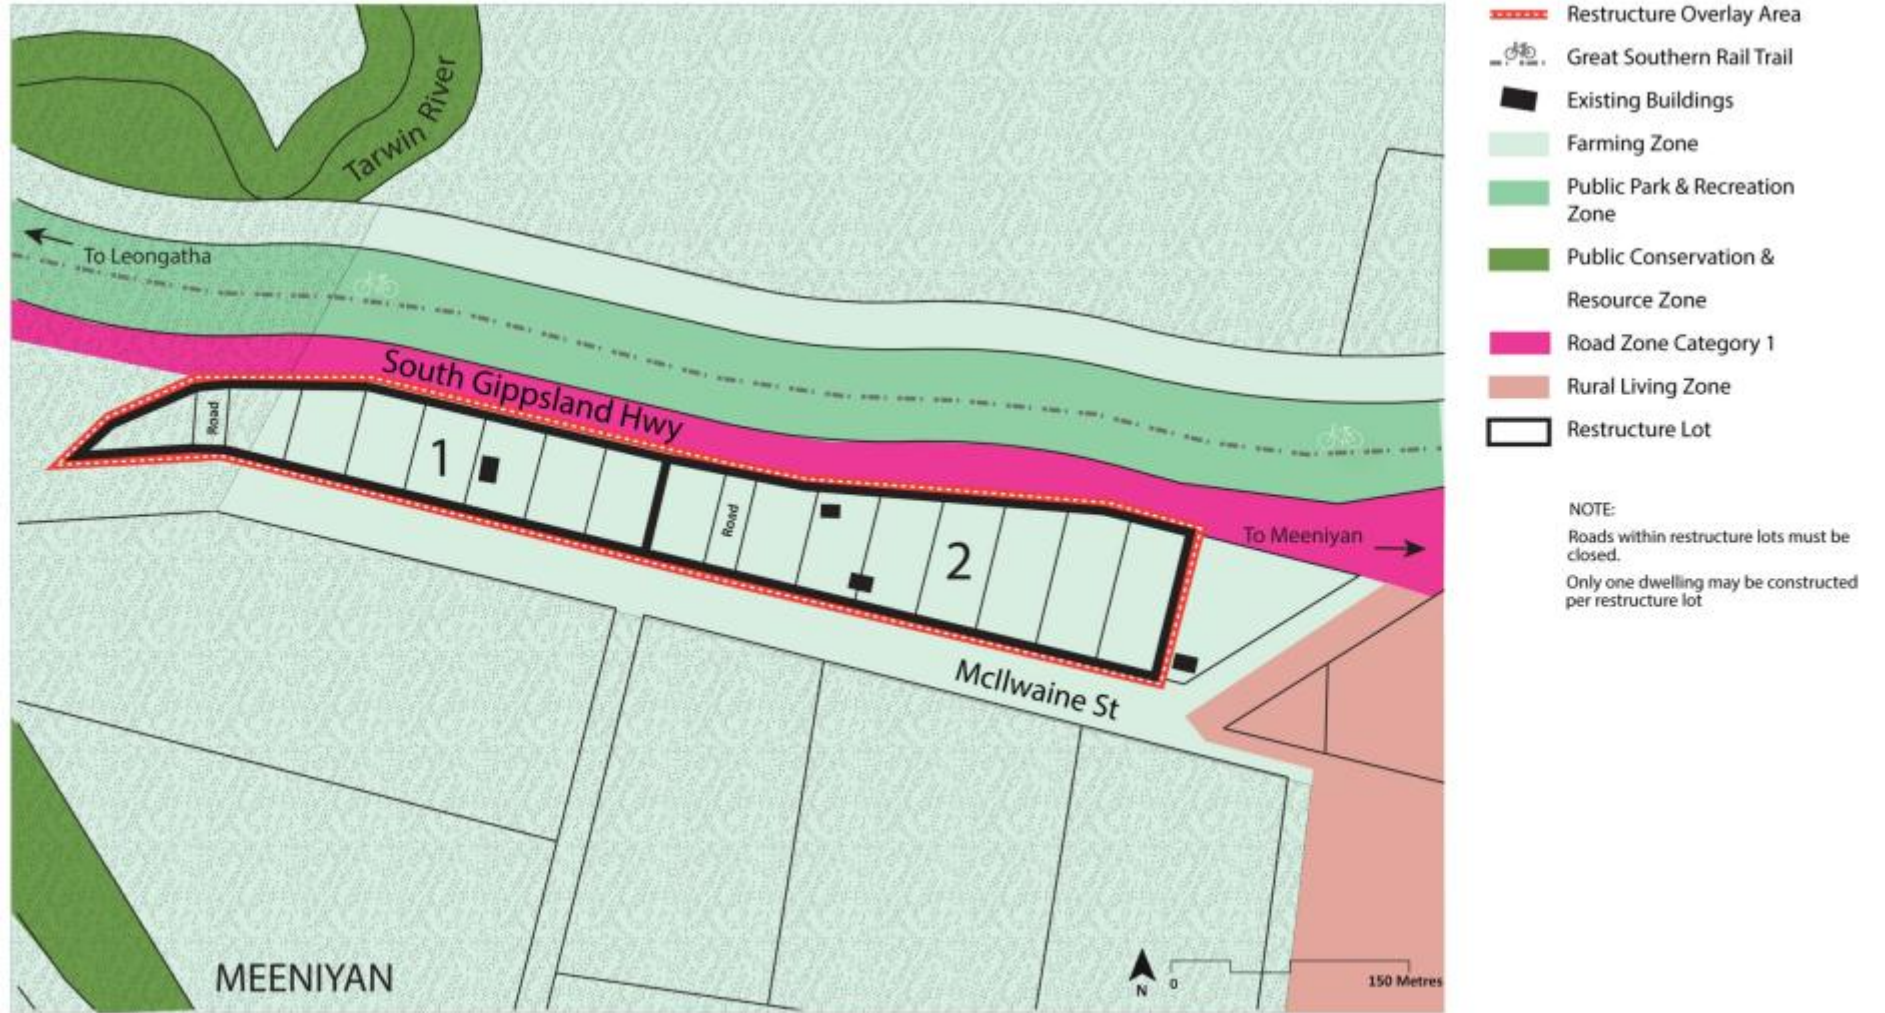 Tarwin River
To Leongatha
South Gippsland Hwy
Road
1
Road
2
To Meeniyan
McIlwaine St
MEENIYAN
N
0
150 Metres
Restructure Overlay Area
Great Southern Rail Trail
Existing Buildings
Farming Zone
Public Park & Recreation
Zone
Public Conservation &
Resource Zone
Road Zone Category 1
Rural Living Zone
Restructure Lot
NOTE:
Roads within restructure lots must be
closed.
Only one dwelling may be constructed
per restructure lot